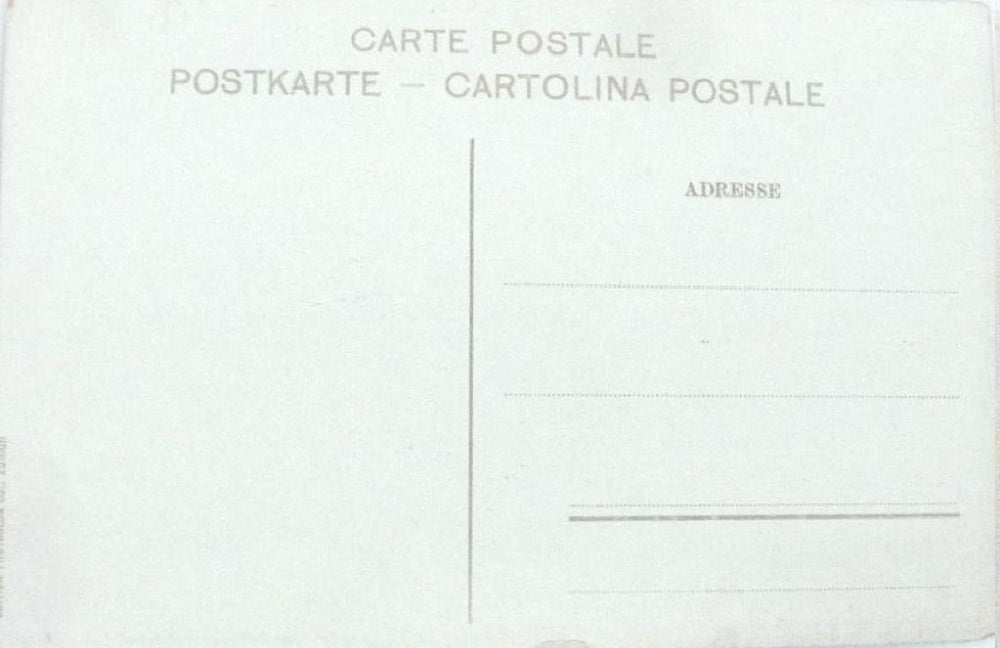 CARTE POSTALE
POSTKARTE — CARTOLINA POSTALE
ADRESSE